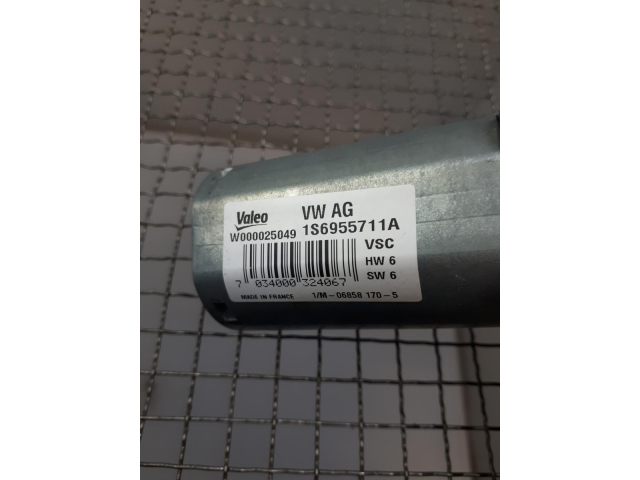 Valeo VW AG
W000025049 1S6955711A
VSC
HW 6
SW 6
7 034000 324067
MADE IN FRANCE 1/M-06858 170-5